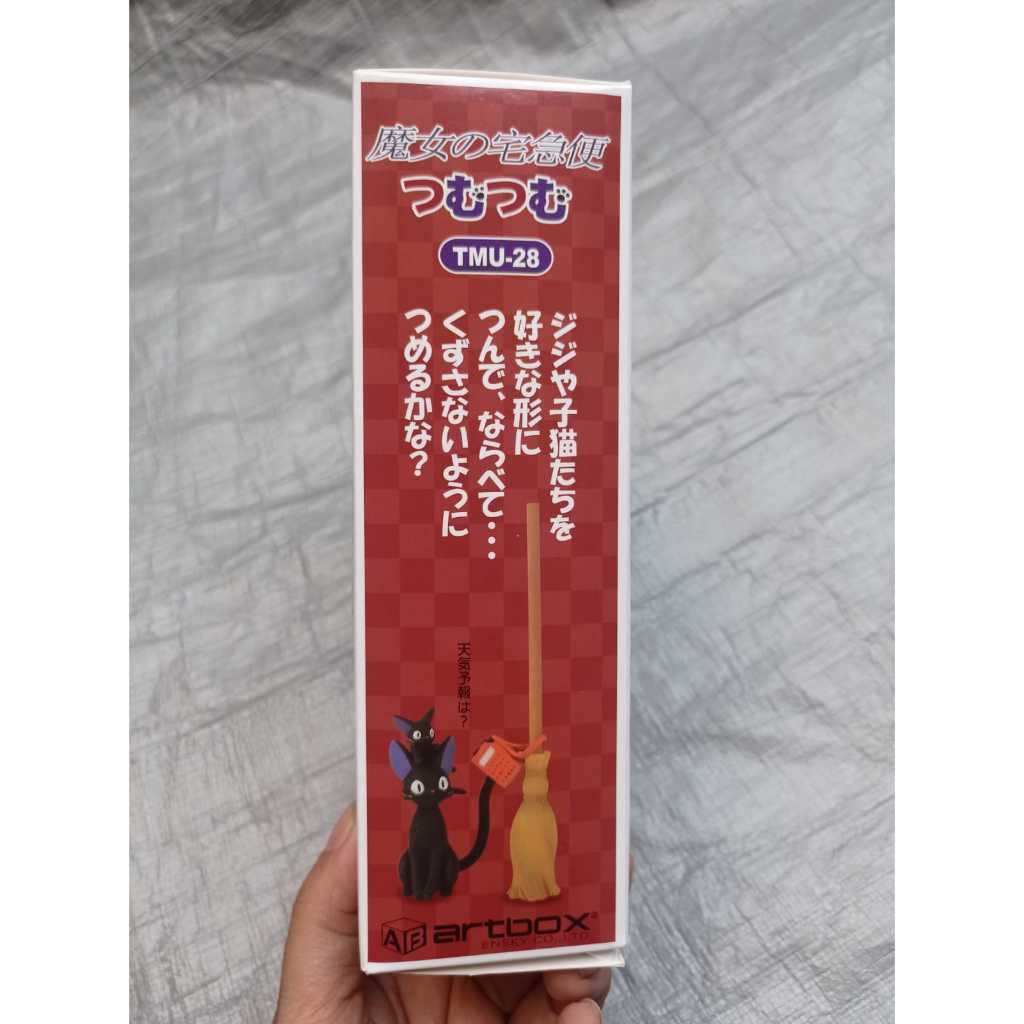 魔女の宅急便
つむつむ
TMU-28
ジジや子猫たちを
好きな形に
つんで、ならべて・・・
くずさないように
つめるかな？
天気予報は？
AB artbox
ENSKY CO.,LTD